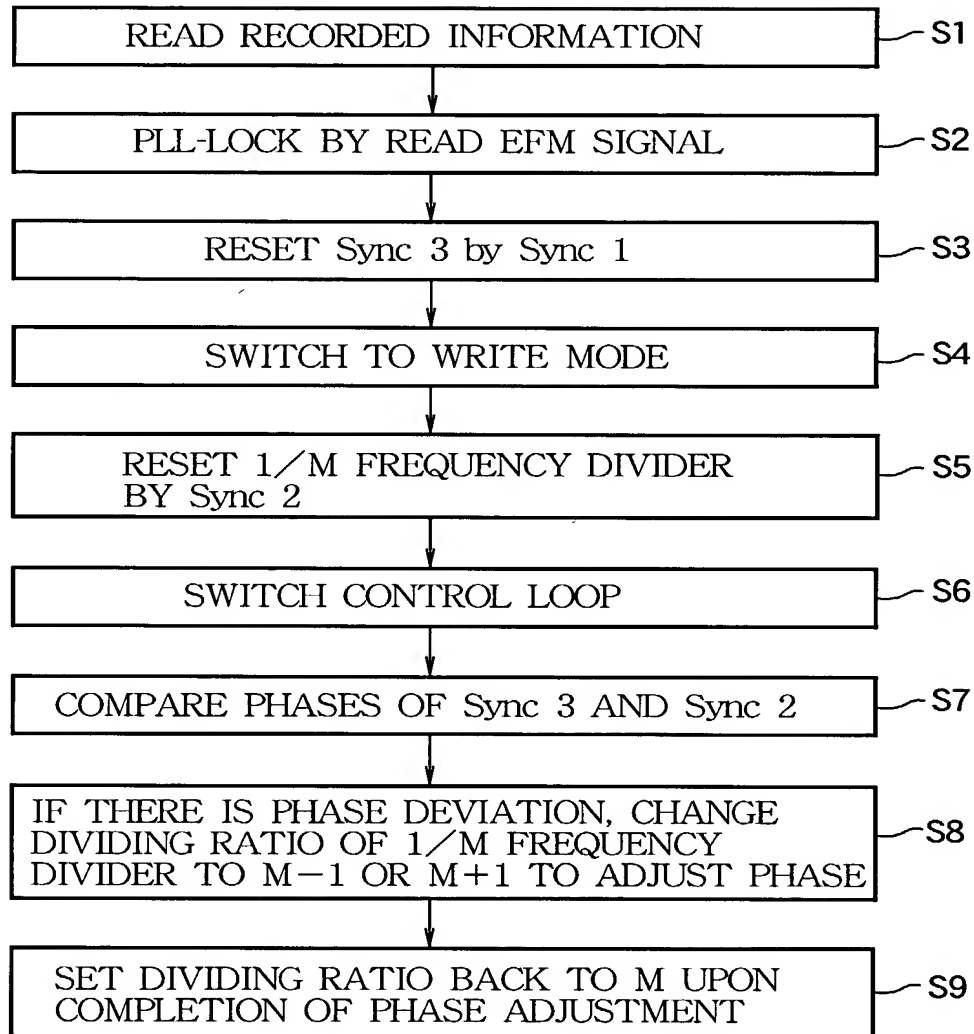 READ RECORDED INFORMATION S1
PLL-LOCK BY READ EFM SIGNAL S2
RESET Sync 3 by Sync 1 S3
SWITCH TO WRITE MODE S4
RESET 1/M FREQUENCY DIVIDER
BY Sync 2 S5
SWITCH CONTROL LOOP S6
COMPARE PHASES OF Sync 3 AND Sync 2 S7
IF THERE IS PHASE DEVIATION, CHANGE
DIVIDING RATIO OF 1/M FREQUENCY S8
DIVIDER TO M-1 OR M+1 TO ADJUST PHASE
SET DIVIDING RATIO BACK TO M UPON S9
COMPLETION OF PHASE ADJUSTMENT